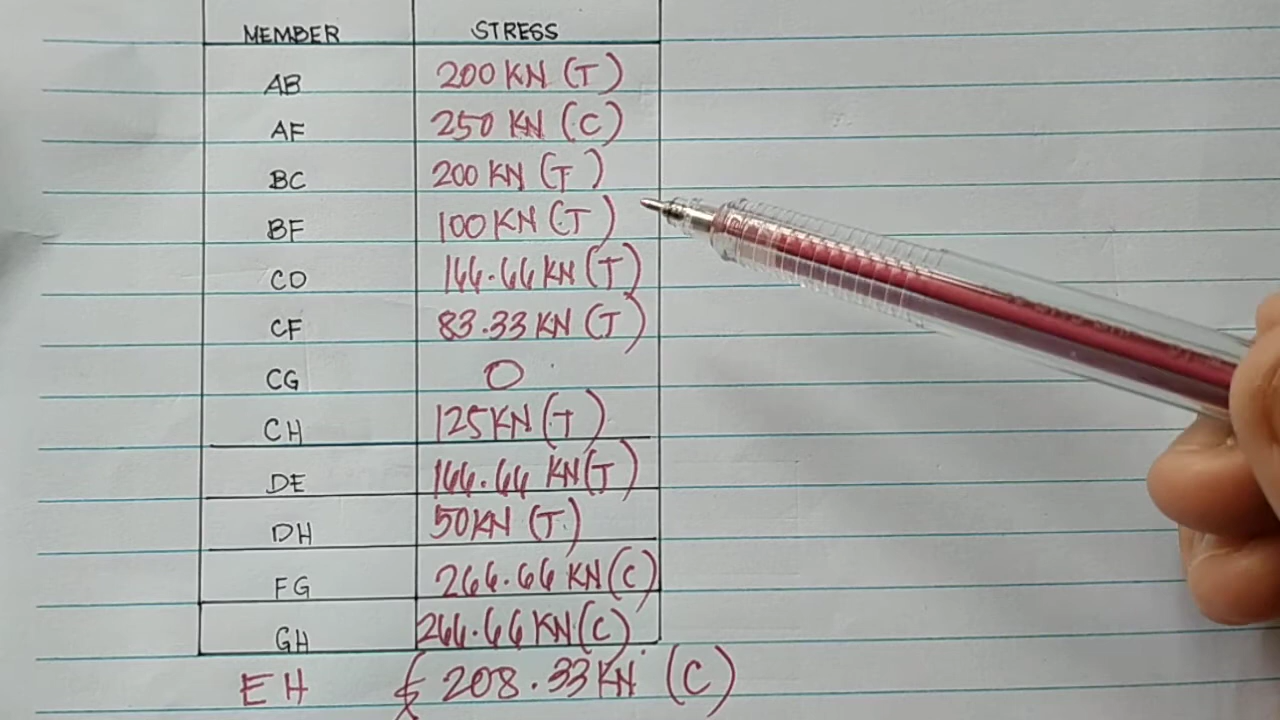 MEMBER STRESS
AB 200 KN (T)
AF 250 KN (C)
BC 200 KN (T)
BF 100 KN (T)
CD 166.66 KN (T)
CF 83.33 KN (T)
CG 0
CH 125 KN (T)
DE 166.66 KN (T)
DH 50 KN (T)
FG 266.66 KN (C)
GH 266.66 KN (C)
EH 208.33 KN (C)